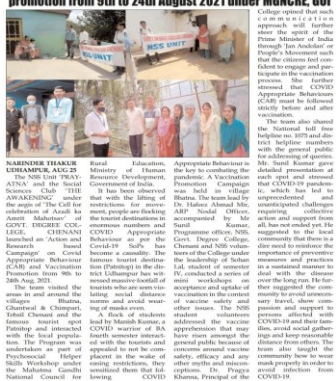 promotion from 9th to 24th August 2021 under MGNCRE, GOI
NSS UNIT
NARINDER THAKUR
UDHAMPUR, AUG 25
The NSS Unit 'PRAY-
ATNA' and the Social
Sciences Club 'THE
AWAKENING' under
the aegis of 'The Cell for
celebration of Azadi ka
Amrit Mahotsav' of
GOVT. DEGREE COL-
LEGE, CHENANI
launched an 'Action and
Research based
Campaign' on Covid
Appropriate Behaviour
(CAB) and Vaccination
Promotion from 9th to
24th Aug, 2021.
The team visited the
areas in and around the
villages Bhatna,
Ghantwal & Chenani,
Tehsil Chenani and the
famous tourist spot
Patnitop and interacted
with the local popula-
tion. The Program was
undertaken as part of
Psychosocial Helper
Skills Workshop under
the Mahatma Gandhi
National Council for
Rural Education,
Ministry of Human
Resource Development,
Government of India.
It has been observed
that with the lifting of
restrictions for move-
ment, people are flocking
the tourist destinations in
enormous numbers and
COVID Appropriate
Behaviour as per the
Covid-19 SoPs has
become a causality. The
famous tourist destina-
tion (Patnitop) in the dis-
trict Udhampur has wit-
nessed massive footfall of
tourists who are seen vio-
lating social distance
norms and avoid wear-
ing of masks even.
A flock of students
lead by Manish Kumar, a
COVID warrior of BA
fourth semester interact-
ed with the tourists and
appealed to not be com-
placent in the wake of
easing restrictions, they
sensitised them that fol-
lowing COVID
Appropriate Behaviour is
the key to combating the
pandemic. A Vaccination
Promotion Campaign
was held in village
Bhatna. The team lead by
Dr. Hafeez Ahmad Mir,
ARP Nodal Officer,
accompanied by Mr
Sunil Kumar,
Programme officer, NSS,
Govt. Degree College,
Chenani and NSS volun-
teers of the College under
the leadership of Sohan
Lal, student of semester
IV, conducted a series of
mini workshops on
acceptance and uptake of
vaccination in the context
of vaccine safety and
other issues. The NSS
student volunteers
addressed the vaccine
apprehension that may
have risen amongst the
general public because of
concerns around vaccine
safety, efficacy and any
other myths and miscon-
ceptions. Dr. Pragya
Khanna, Principal of the
College opined that such
communication
approach will further
steer the spirit of the
Prime Minister of India
through 'Jan Andolan' or
People's Movement such
that the citizens feel con-
fident to engage and par-
ticipate in the vaccination
process. She further
stressed that COVID
Appropriate Behaviours
(CAB) must be followed
strictly before and after
vaccination.
The team also shared
the National toll free
helpline no. 1075 and dis-
trict helpline numbers
with the general public
for addressing of queries.
Mr. Sunil Kumar gave
detailed presentation at
each spot and stressed
that COVID-19 pandem-
ic, which has led to
unprecedented and
unanticipated challenges
requiring collective
action and support from
all, has not ended yet. He
suggested to the local
community that there is a
dire need to reinforce the
importance of preventive
measures and practices
in a sustained manner to
deal with the disease
over the long run. He fur-
ther suggested the com-
munity to avoid unneces-
sary travel, show com-
passion and support to
persons affected with
COVID-19 and their fam-
ilies, avoid social gather-
ings and keep reasonable
distance from others. The
team also taught the
community how to wear
mask properly in order to
avoid infection from
COVID-19.